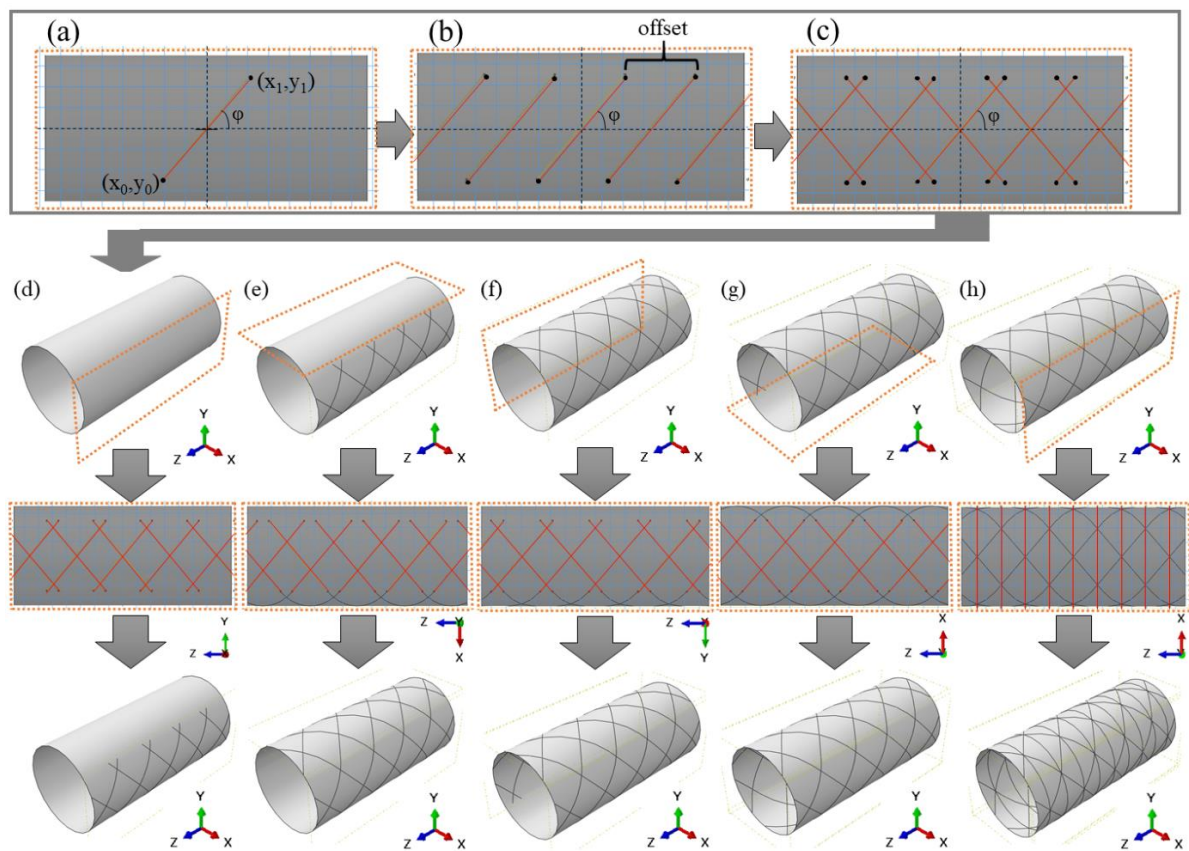 (a)
(x₁,y₁)
φ
(x₀,y₀)
(b)
offset
φ
(c)
φ
(d)
(e)
(f)
(g)
(h)
Y
Z
X
Y
Z
X
Y
Z
X
Y
Z
X
Y
Z
X
Y
Z
X
Z
X
Z
Y
X
Z
X
Z
Y
Z
X
Y
Z
X
Y
Z
X
Y
Z
X
Y
Z
X